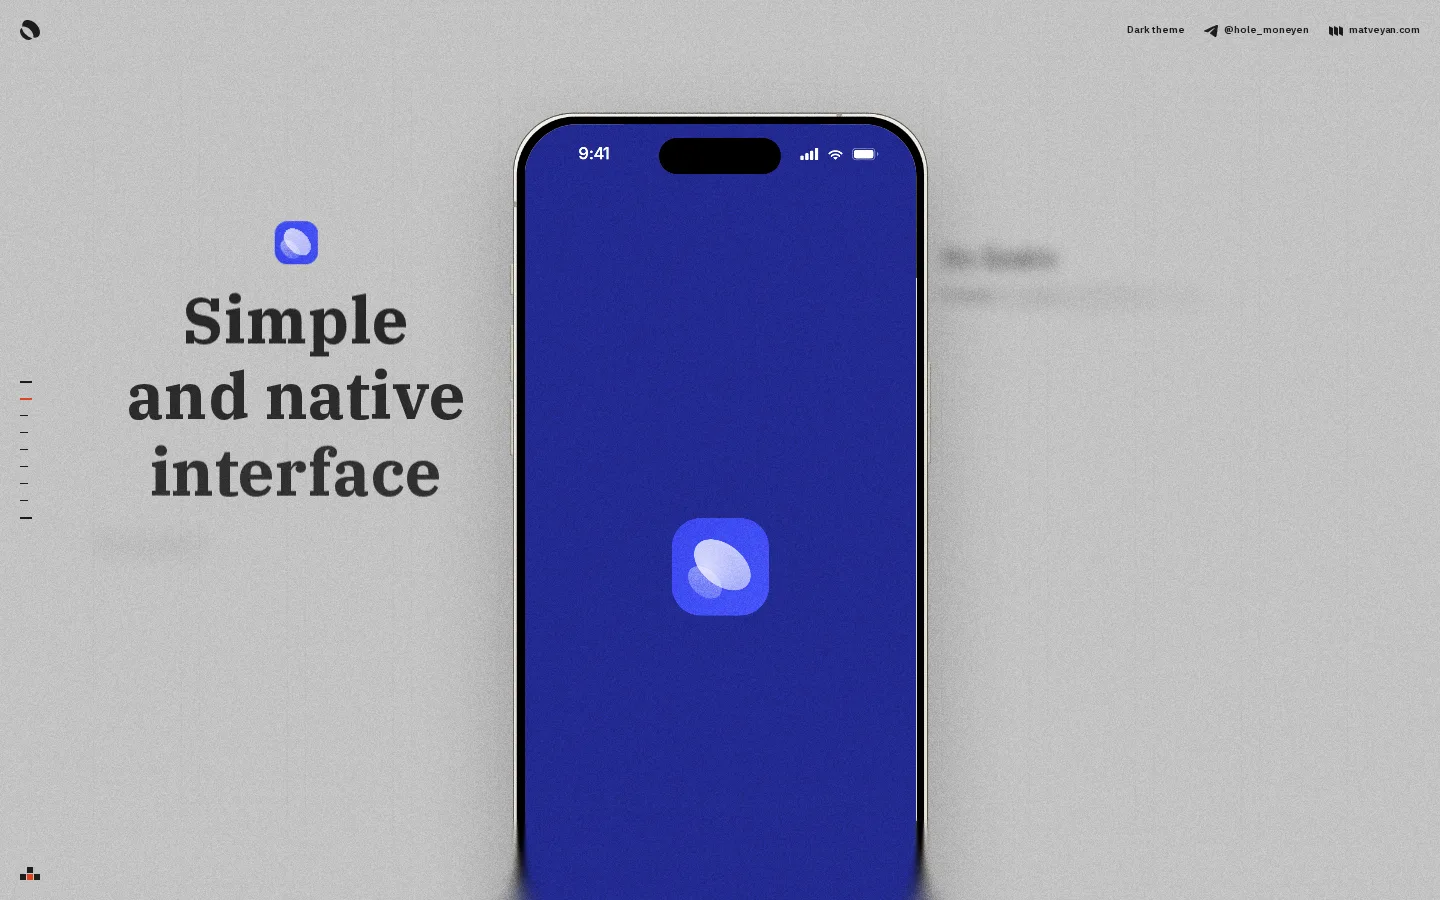 Dark theme
@hole_moneyen
matveyan.com
9:41
Simple
and native
interface